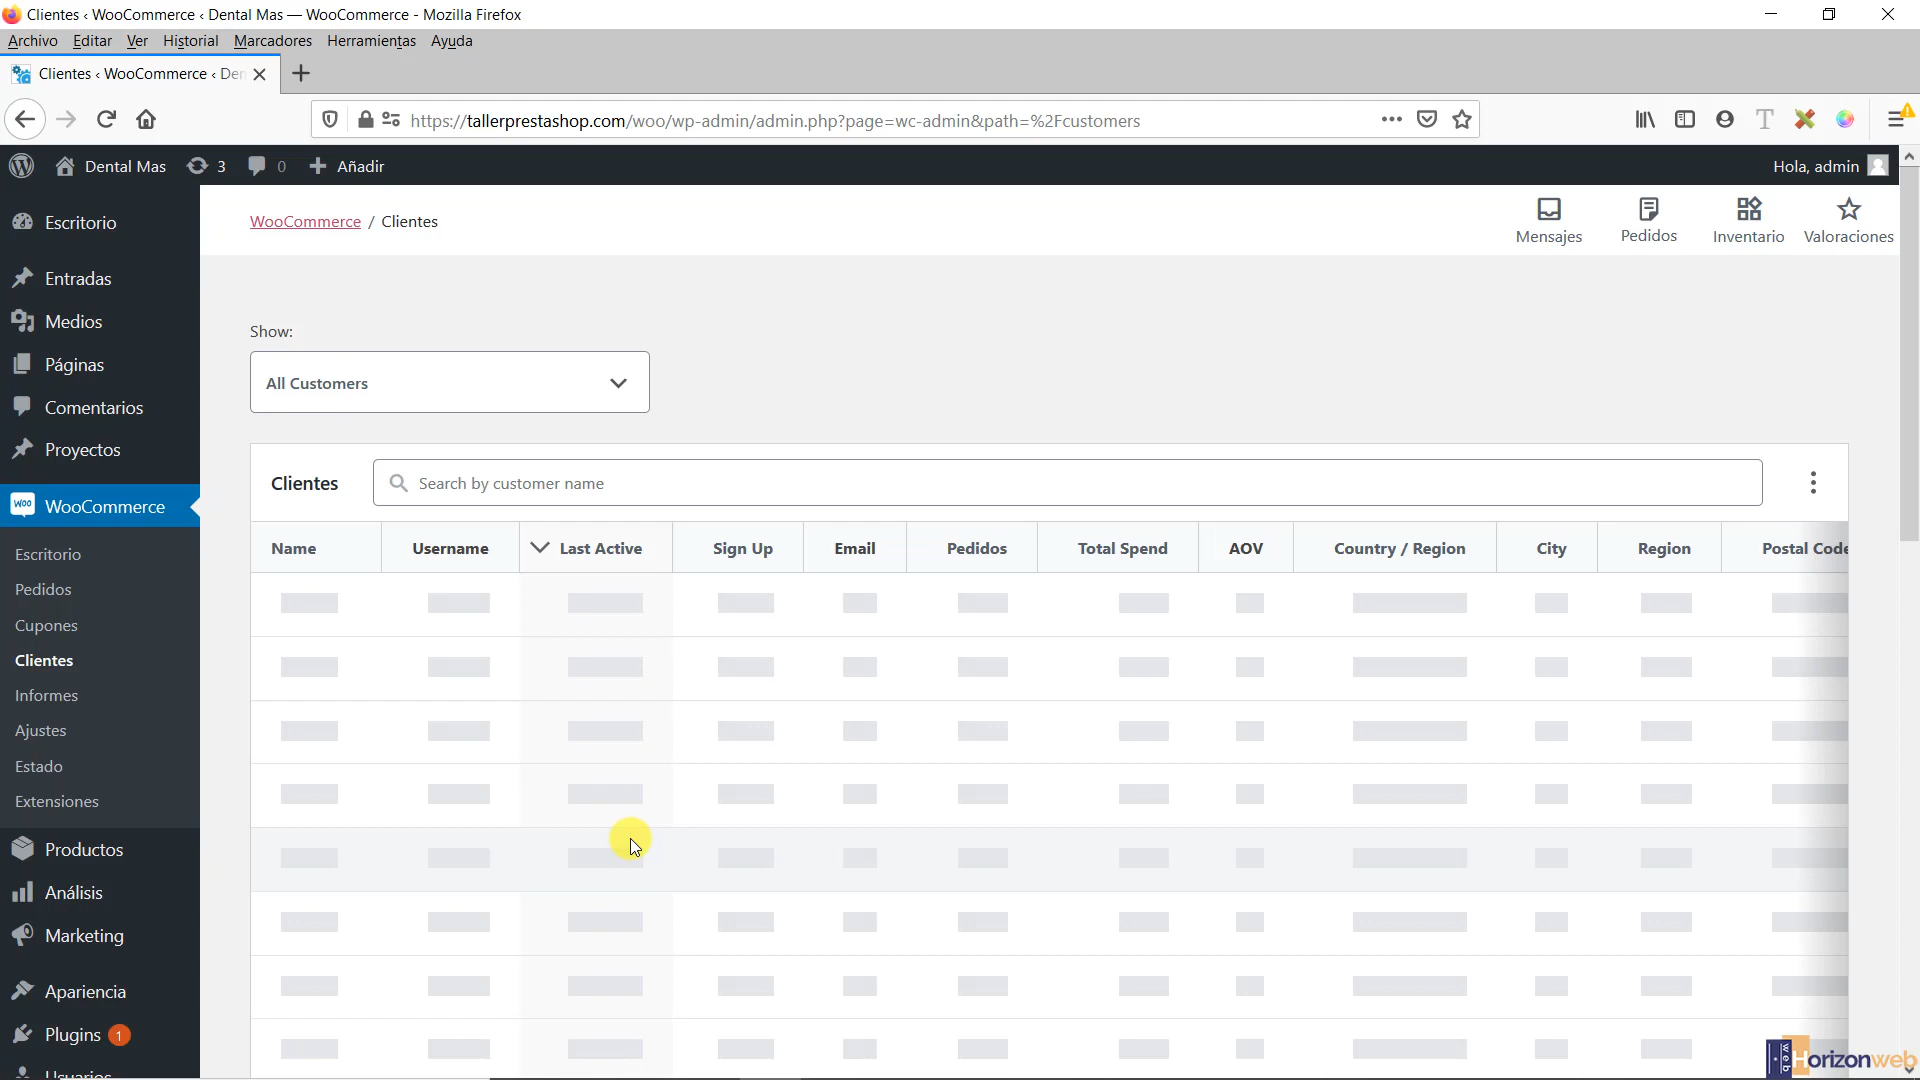 Clientes ‹ WooCommerce ‹ Dental Mas — WooCommerce - Mozilla Firefox
Archivo Editar Ver Historial Marcadores Herramientas Ayuda
Clientes ‹ WooCommerce ‹ Den
https://tallerprestashop.com/woo/wp-admin/admin.php?page=wc-admin&path=%2Fcustomers
Dental Mas 3 0 Añadir Hola, admin
Escritorio
Entradas
Medios
Páginas
Comentarios
Proyectos
WooCommerce
Escritorio
Pedidos
Cupones
Clientes
Informes
Ajustes
Estado
Extensiones
Productos
Análisis
Marketing
Apariencia
Plugins 1
Usuarios
WooCommerce / Clientes
Mensajes Pedidos Inventario Valoraciones
Show:
All Customers
Clientes Search by customer name
Name Username Last Active Sign Up Email Pedidos Total Spend AOV Country / Region City Region Postal Code
web Horizonweb